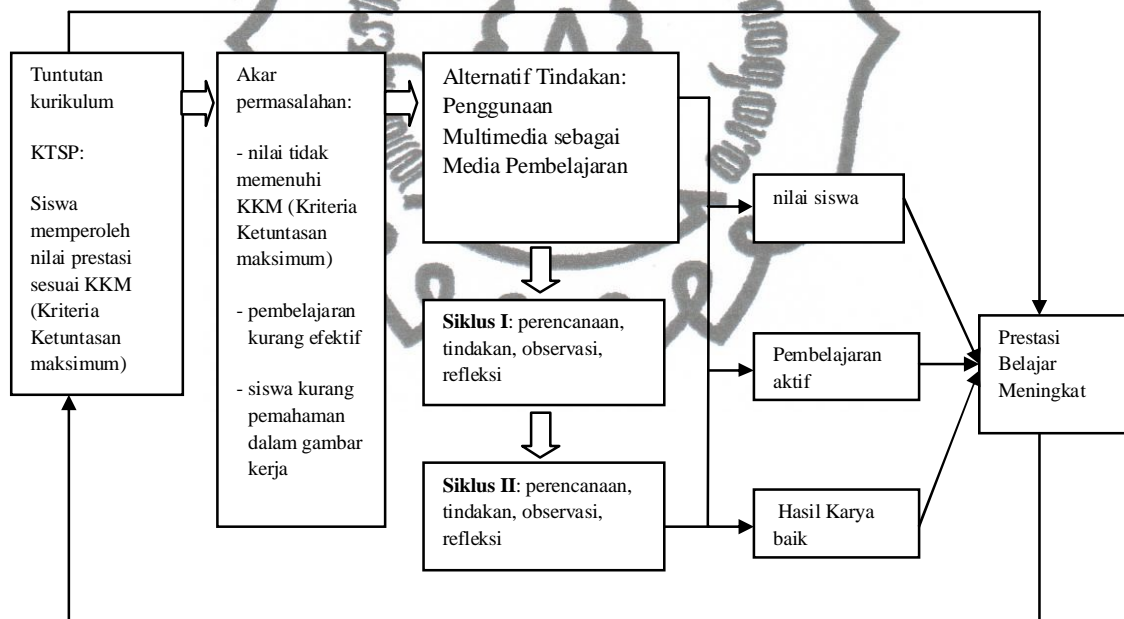 Tuntutan
kurikulum
KTSP:
Siswa
memperoleh
nilai prestasi
sesuai KKM
(Kriteria
Ketuntasan
maksimum)
Akar
permasalahan:
- nilai tidak
memenuhi
KKM (Kriteria
Ketuntasan
maksimum)
- pembelajaran
kurang efektif
- siswa kurang
pemahaman
dalam gambar
kerja
Alternatif Tindakan:
Penggunaan
Multimedia sebagai
Media Pembelajaran
Siklus I: perencanaan,
tindakan, observasi,
refleksi
Siklus II: perencanaan,
tindakan, observasi,
refleksi
nilai siswa
Pembelajaran
aktif
Hasil Karya
baik
Prestasi
Belajar
Meningkat